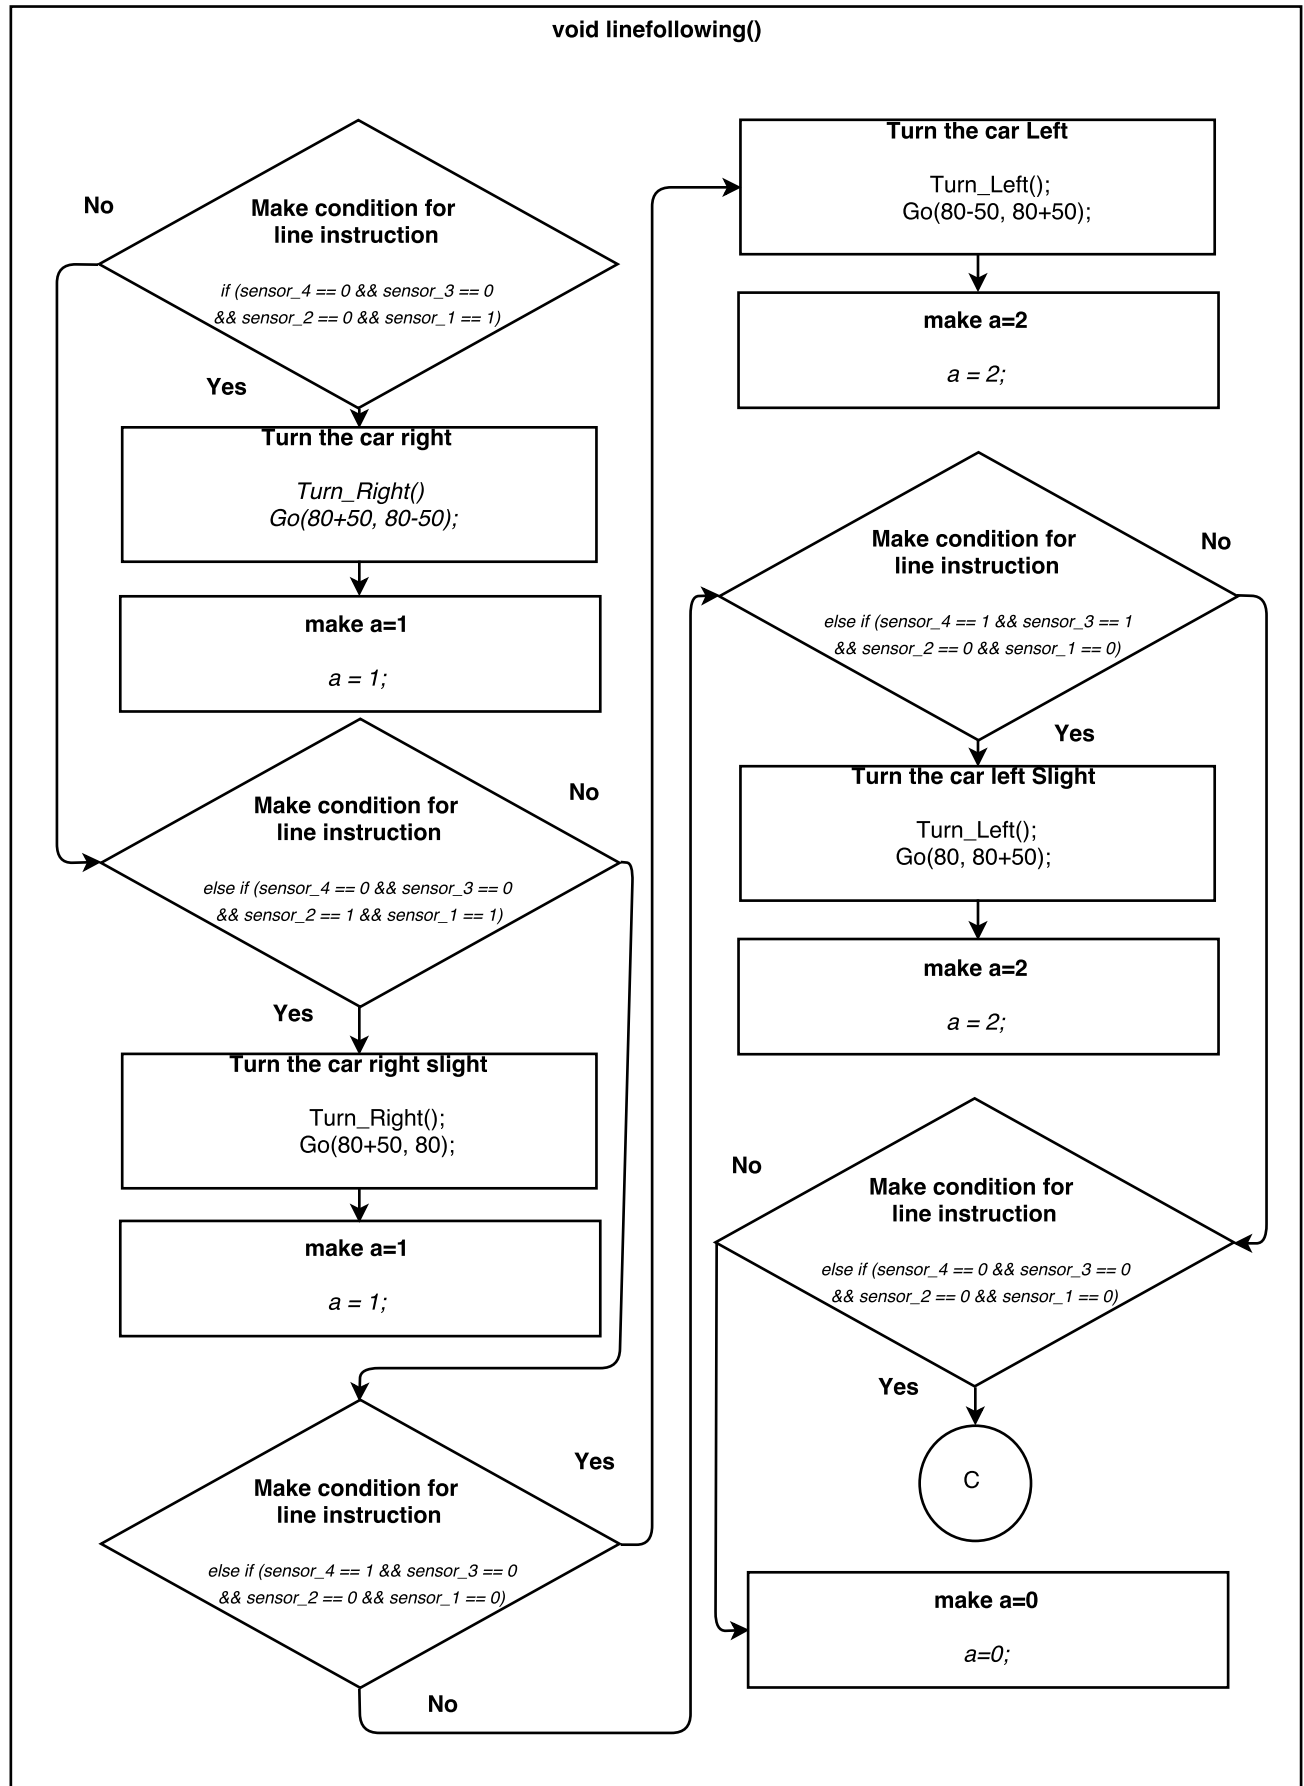 void linefollowing()
No
Make condition for
line instruction
if (sensor_4 == 0 && sensor_3 == 0
&& sensor_2 == 0 && sensor_1 == 1)
Yes
Turn the car right
Turn_Right()
Go(80+50, 80-50);
make a=1
a = 1;
No
Make condition for
line instruction
else if (sensor_4 == 0 && sensor_3 == 0
&& sensor_2 == 1 && sensor_1 == 1)
Yes
Turn the car right slight
Turn_Right();
Go(80+50, 80);
make a=1
a = 1;
Yes
Make condition for
line instruction
else if (sensor_4 == 1 && sensor_3 == 0
&& sensor_2 == 0 && sensor_1 == 0)
No
Turn the car Left
Turn_Left();
Go(80-50, 80+50);
make a=2
a = 2;
Make condition for
line instruction
No
else if (sensor_4 == 1 && sensor_3 == 1
&& sensor_2 == 0 && sensor_1 == 0)
Yes
Turn the car left Slight
Turn_Left();
Go(80, 80+50);
make a=2
a = 2;
No
Make condition for
line instruction
else if (sensor_4 == 0 && sensor_3 == 0
&& sensor_2 == 0 && sensor_1 == 0)
Yes
C
make a=0
a=0;